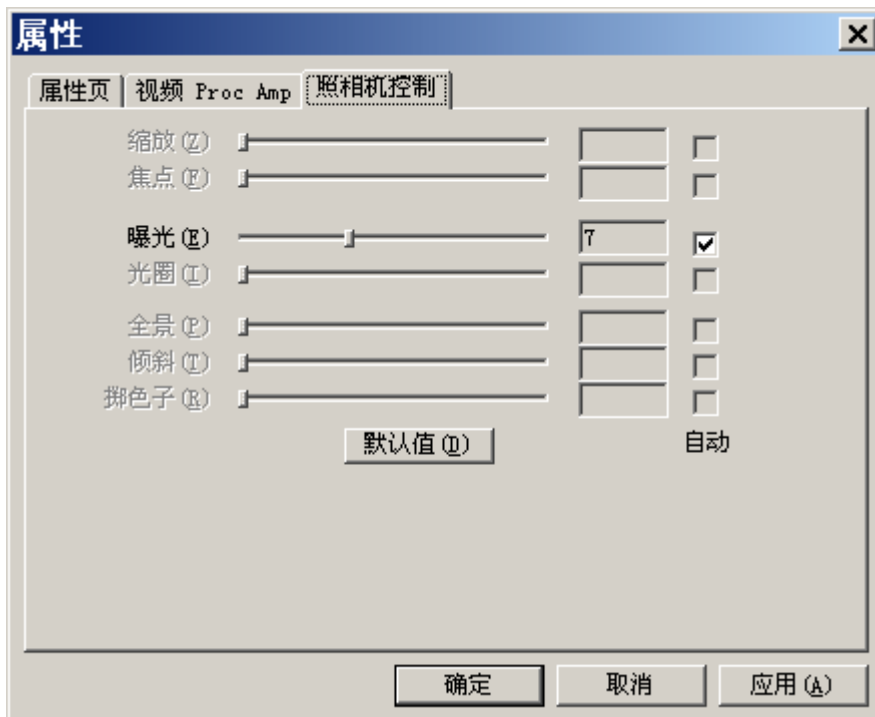 属性
属性页 视频 Proc Amp 照相机控制
缩放(Z)
焦点(F)
曝光(E) 7
光圈(I)
全景(P)
倾斜(T)
掷色子(R)
默认值(D) 自动
确定 取消 应用(A)